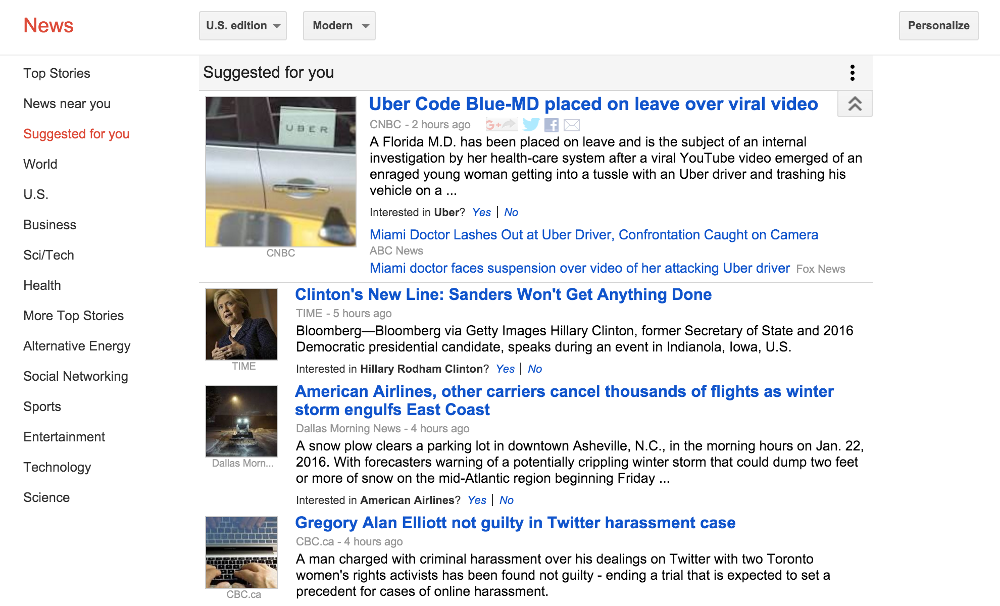 News
U.S. edition
Modern
Personalize
Top Stories
News near you
Suggested for you
World
U.S.
Business
Sci/Tech
Health
More Top Stories
Alternative Energy
Social Networking
Sports
Entertainment
Technology
Science
Suggested for you
UBER
CNBC
Uber Code Blue-MD placed on leave over viral video
CNBC - 2 hours ago
G+
f
A Florida M.D. has been placed on leave and is the subject of an internal
investigation by her health-care system after a viral YouTube video emerged of an
enraged young woman getting into a tussle with an Uber driver and trashing his
vehicle on a ...
Interested in Uber? Yes | No
Miami Doctor Lashes Out at Uber Driver, Confrontation Caught on Camera
ABC News
Miami doctor faces suspension over video of her attacking Uber driver Fox News
TIME
Clinton's New Line: Sanders Won't Get Anything Done
TIME - 5 hours ago
Bloomberg—Bloomberg via Getty Images Hillary Clinton, former Secretary of State and 2016
Democratic presidential candidate, speaks during an event in Indianola, Iowa, U.S.
Interested in Hillary Rodham Clinton? Yes | No
Dallas Morn...
American Airlines, other carriers cancel thousands of flights as winter
storm engulfs East Coast
Dallas Morning News - 4 hours ago
A snow plow clears a parking lot in downtown Asheville, N.C., in the morning hours on Jan. 22,
2016. With forecasters warning of a potentially crippling winter storm that could dump two feet
or more of snow on the mid-Atlantic region beginning Friday ...
Interested in American Airlines? Yes | No
CBC.ca
Gregory Alan Elliott not guilty in Twitter harassment case
CBC.ca - 4 hours ago
A man charged with criminal harassment over his dealings on Twitter with two Toronto
women's rights activists has been found not guilty - ending a trial that is expected to set a
precedent for cases of online harassment.